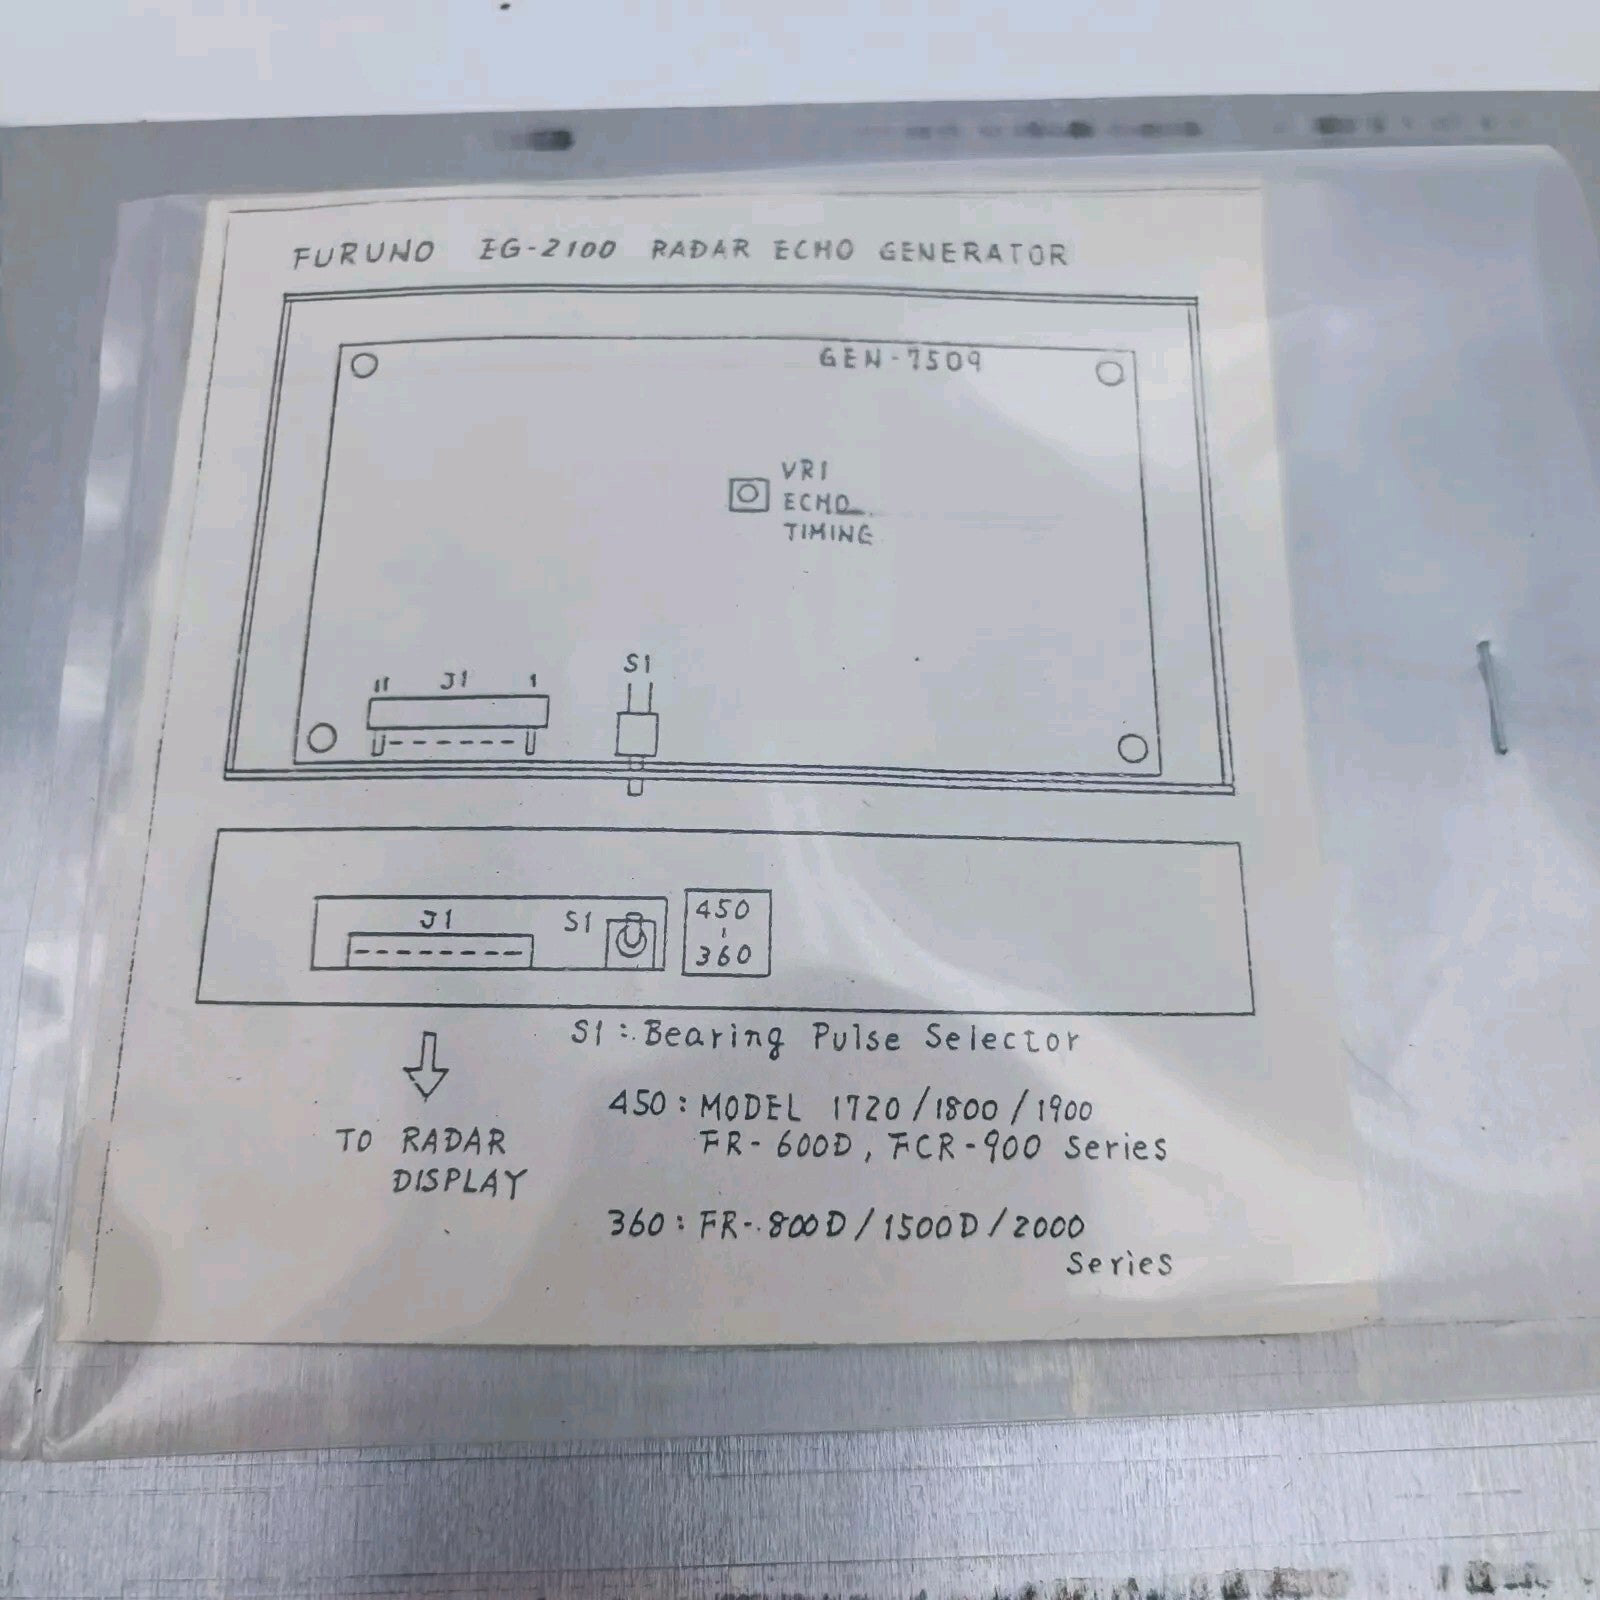 FURUNO EG-2100 RADAR ECHO GENERATOR
GEN-7509
VR1
ECHO
TIMING
S1
11 J1 1
J1 S1 450
360
S1: Bearing Pulse Selector
450: MODEL 1720/1800/1900
FR-600D, FCR-900 Series
TO RADAR
DISPLAY
360: FR-800D/1500D/2000
Series